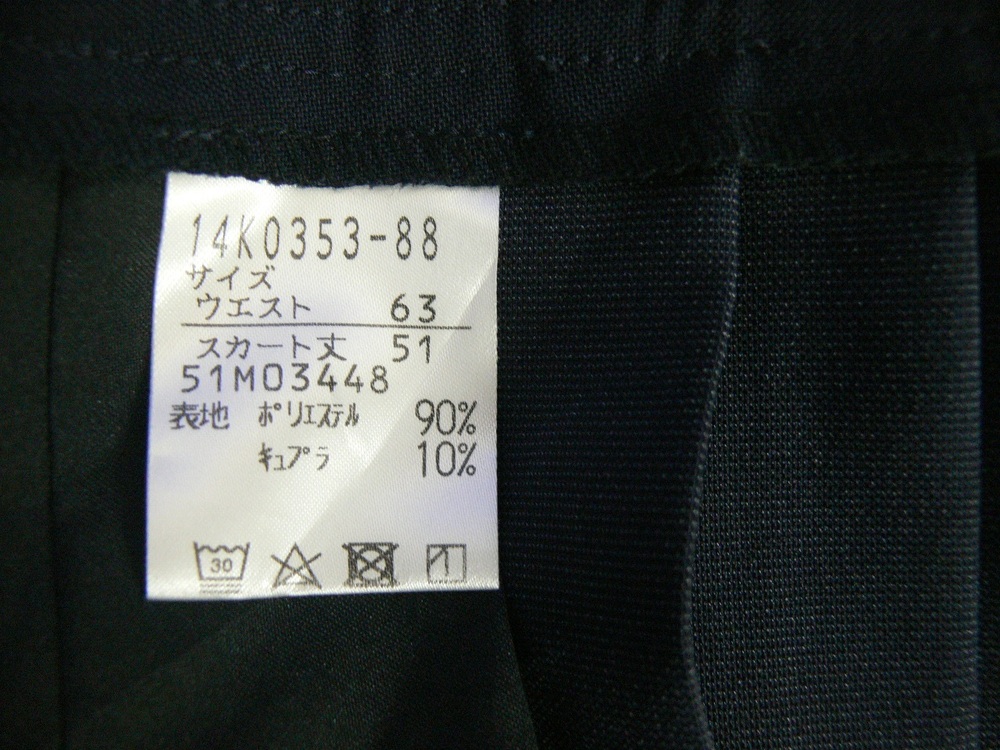 14K0353-88
サイズ
ウエスト 63
スカート丈 51
51M03448
表地 ポリエステル 90%
キュプラ 10%
30